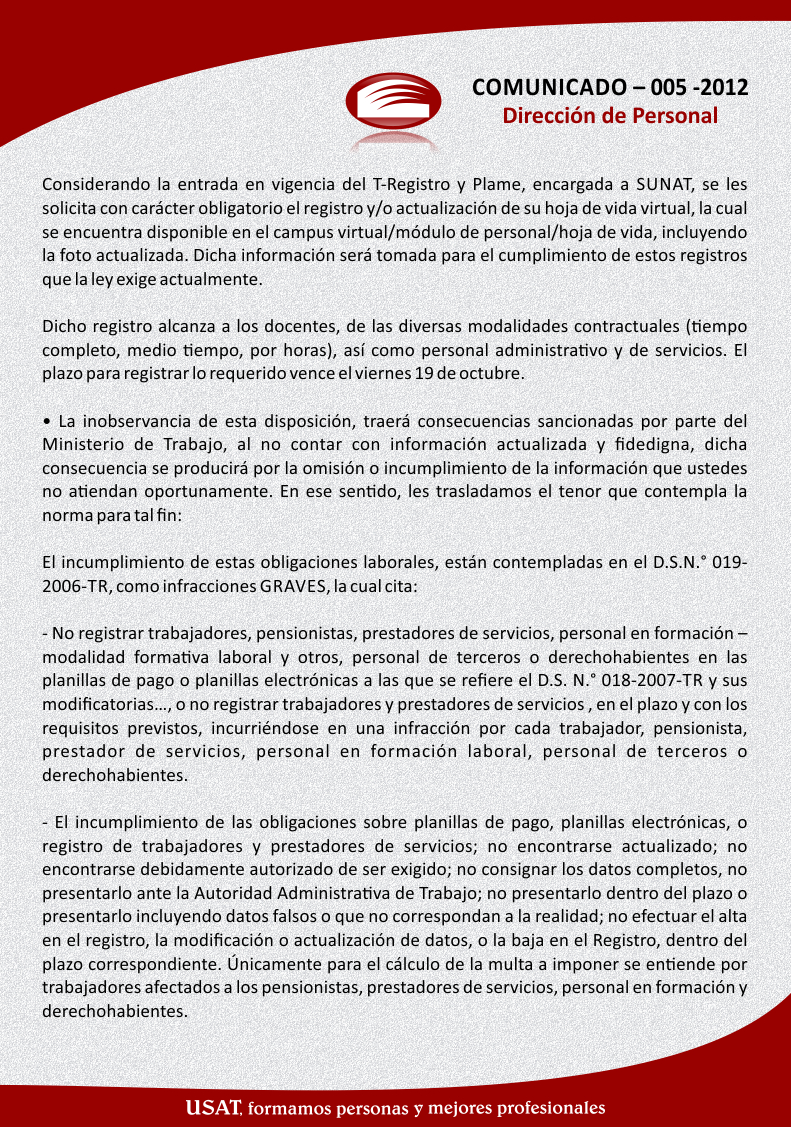 COMUNICADO – 005 -2012
Dirección de Personal
Considerando la entrada en vigencia del T-Registro y Plame, encargada a SUNAT, se les
solicita con carácter obligatorio el registro y/o actualización de su hoja de vida virtual, la cual
se encuentra disponible en el campus virtual/módulo de personal/hoja de vida, incluyendo
la foto actualizada. Dicha información será tomada para el cumplimiento de estos registros
que la ley exige actualmente.
Dicho registro alcanza a los docentes, de las diversas modalidades contractuales (tiempo
completo, medio tiempo, por horas), así como personal administrativo y de servicios. El
plazo para registrar lo requerido vence el viernes 19 de octubre.
• La inobservancia de esta disposición, traerá consecuencias sancionadas por parte del
Ministerio de Trabajo, al no contar con información actualizada y fidedigna, dicha
consecuencia se producirá por la omisión o incumplimiento de la información que ustedes
no atiendan oportunamente. En ese sentido, les trasladamos el tenor que contempla la
norma para tal fin:
El incumplimiento de estas obligaciones laborales, están contempladas en el D.S.N.° 019-
2006-TR, como infracciones GRAVES, la cual cita:
- No registrar trabajadores, pensionistas, prestadores de servicios, personal en formación –
modalidad formativa laboral y otros, personal de terceros o derechohabientes en las
planillas de pago o planillas electrónicas a las que se refiere el D.S. N.° 018-2007-TR y sus
modificatorias…, o no registrar trabajadores y prestadores de servicios , en el plazo y con los
requisitos previstos, incurriéndose en una infracción por cada trabajador, pensionista,
prestador de servicios, personal en formación laboral, personal de terceros o
derechohabientes.
- El incumplimiento de las obligaciones sobre planillas de pago, planillas electrónicas, o
registro de trabajadores y prestadores de servicios; no encontrarse actualizado; no
encontrarse debidamente autorizado de ser exigido; no consignar los datos completos, no
presentarlo ante la Autoridad Administrativa de Trabajo; no presentarlo dentro del plazo o
presentarlo incluyendo datos falsos o que no correspondan a la realidad; no efectuar el alta
en el registro, la modificación o actualización de datos, o la baja en el Registro, dentro del
plazo correspondiente. Únicamente para el cálculo de la multa a imponer se entiende por
trabajadores afectados a los pensionistas, prestadores de servicios, personal en formación y
derechohabientes.
USAT, formamos personas y mejores profesionales